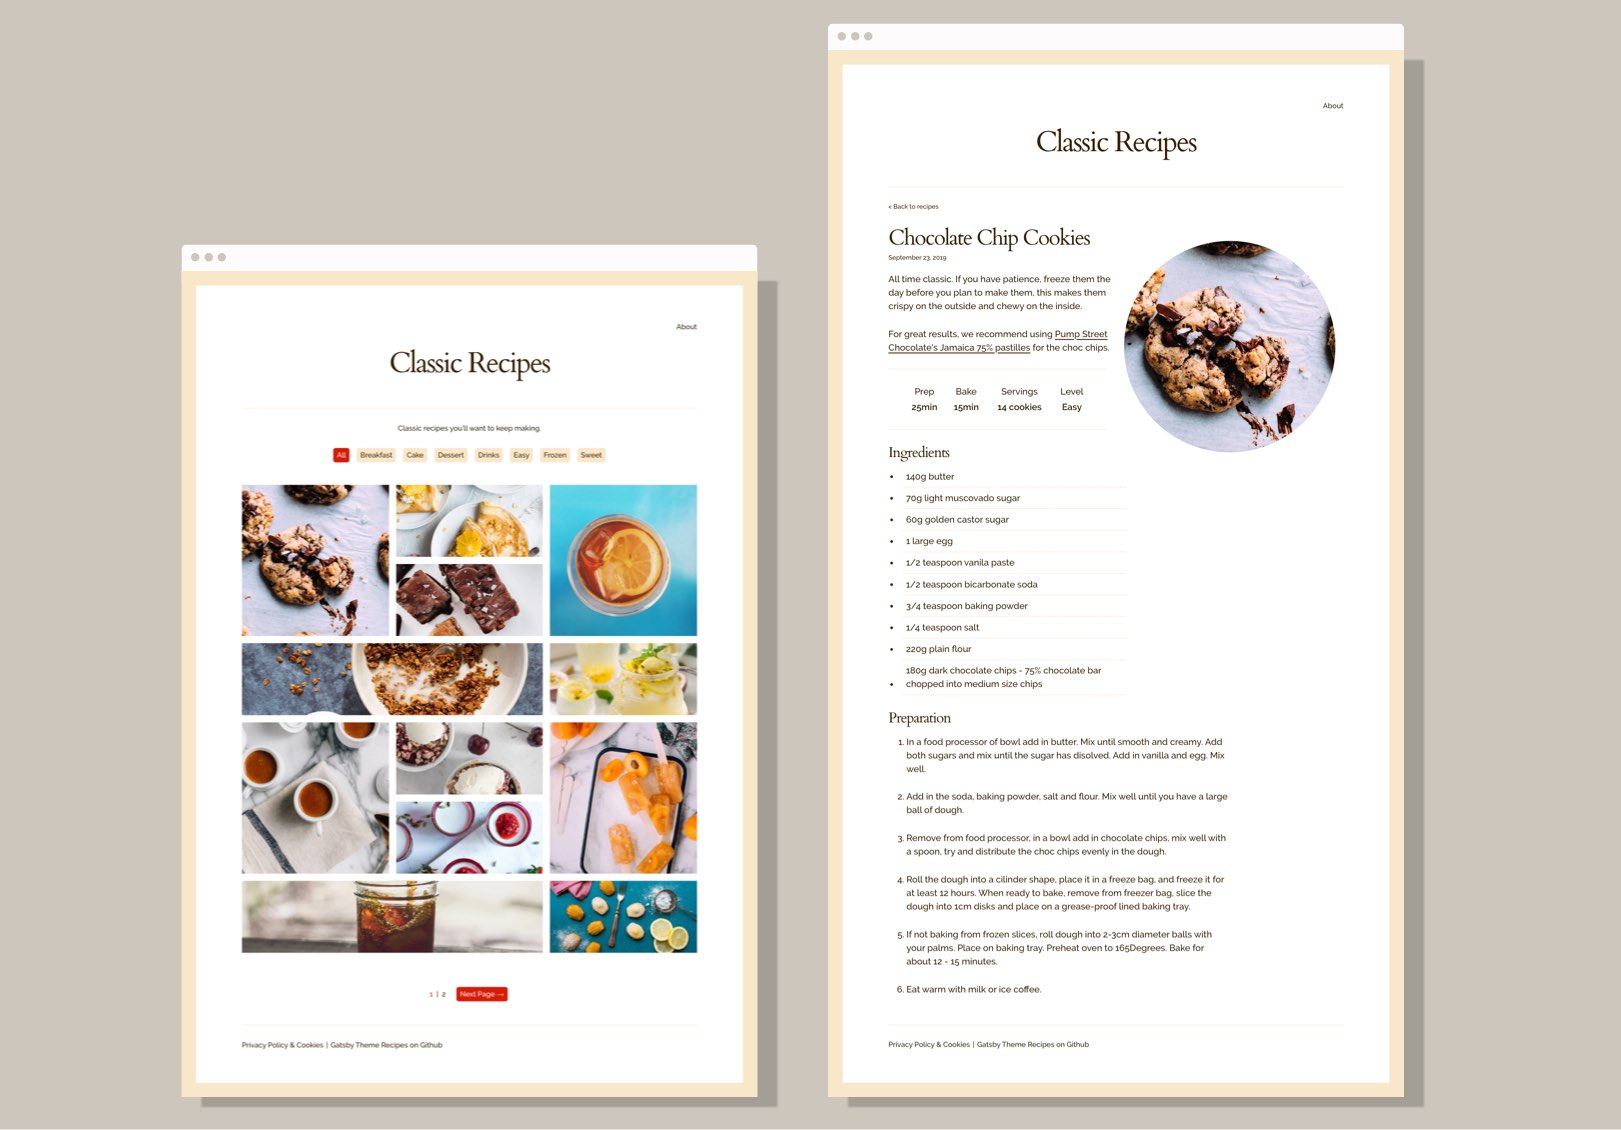 About
Classic Recipes
Classic recipes you'll want to keep making.
All Breakfast Cake Dessert Drinks Easy Frozen Sweet
1 | 2 Next Page →
Privacy Policy & Cookies | Gatsby Theme Recipes on Github
About
Classic Recipes
< Back to recipes
Chocolate Chip Cookies
September 23, 2019
All time classic. If you have patience, freeze them the
day before you plan to make them, this makes them
crispy on the outside and chewy on the inside.
For great results, we recommend using Pump Street
Chocolate's Jamaica 75% pastilles for the choc chips.
Prep Bake Servings Level
25min 15min 14 cookies Easy
Ingredients
• 140g butter
• 70g light muscovado sugar
• 60g golden castor sugar
• 1 large egg
• 1/2 teaspoon vanila paste
• 1/2 teaspoon bicarbonate soda
• 3/4 teaspoon baking powder
• 1/4 teaspoon salt
• 220g plain flour
180g dark chocolate chips - 75% chocolate bar
• chopped into medium size chips
Preparation
1. In a food processor of bowl add in butter. Mix until smooth and creamy. Add
both sugars and mix until the sugar has disolved. Add in vanilla and egg. Mix
well.
2. Add in the soda, baking powder, salt and flour. Mix well until you have a large
ball of dough.
3. Remove from food processor, in a bowl add in chocolate chips, mix well with
a spoon, try and distribute the choc chips evenly in the dough.
4. Roll the dough into a cilinder shape, place it in a freeze bag, and freeze it for
at least 12 hours. When ready to bake, remove from freezer bag, slice the
dough into 1cm disks and place on a grease-proof lined baking tray.
5. If not baking from frozen slices, roll dough into 2-3cm diameter balls with
your palms. Place on baking tray. Preheat oven to 165Degrees. Bake for
about 12 - 15 minutes.
6. Eat warm with milk or ice coffee.
Privacy Policy & Cookies | Gatsby Theme Recipes on Github